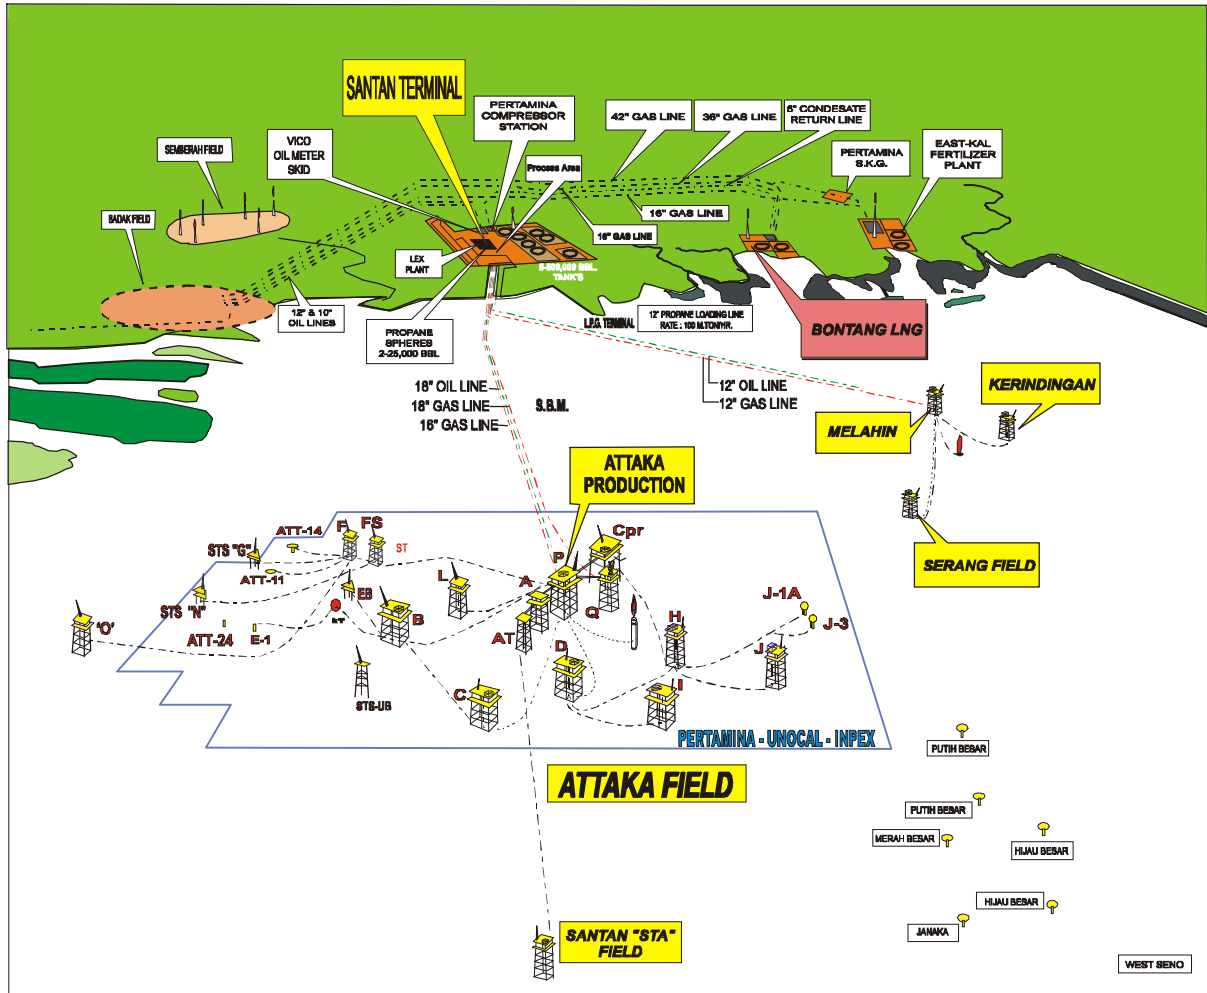 SANTAN TERMINAL
PERTAMINA
COMPRESSOR
STATION
42" GAS LINE
36" GAS LINE
6" CONDESATE
RETURN LINE
VICO
OIL METER
SKID
SEMBERAH FIELD
PERTAMINA
S.K.G.
EAST-KAL
FERTILIZER
PLANT
Process Area
BADAK FIELD
16" GAS LINE
16" GAS LINE
LEX
PLANT
TANK'S
12" & 10"
OIL LINES
PROPANE
SPHERES
2-25,000 BBL
L.P.G. TERMINAL
12" PROPANE LOADING LINE
RATE : 100 M.TON/HR.
BONTANG LNG
18" OIL LINE
18" GAS LINE
16" GAS LINE
S.B.M.
12" OIL LINE
12" GAS LINE
KERINDINGAN
MELAHIN
SERANG FIELD
ATTAKA
PRODUCTION
ATT-14
F
FS
ST
STS "G"
ATT-11
STS "N"
EB
'O'
ATT-24
E-1
B
L
A
P
Cpr
Q
AT
H
J-1A
J-3
J
D
I
C
STS-UB
PERTAMINA - UNOCAL - INPEX
ATTAKA FIELD
SANTAN "STA"
FIELD
PUTIH BESAR
PUTIH BESAR
MERAH BESAR
HIJAU BESAR
HIJAU BESAR
JANAKA
WEST SENO